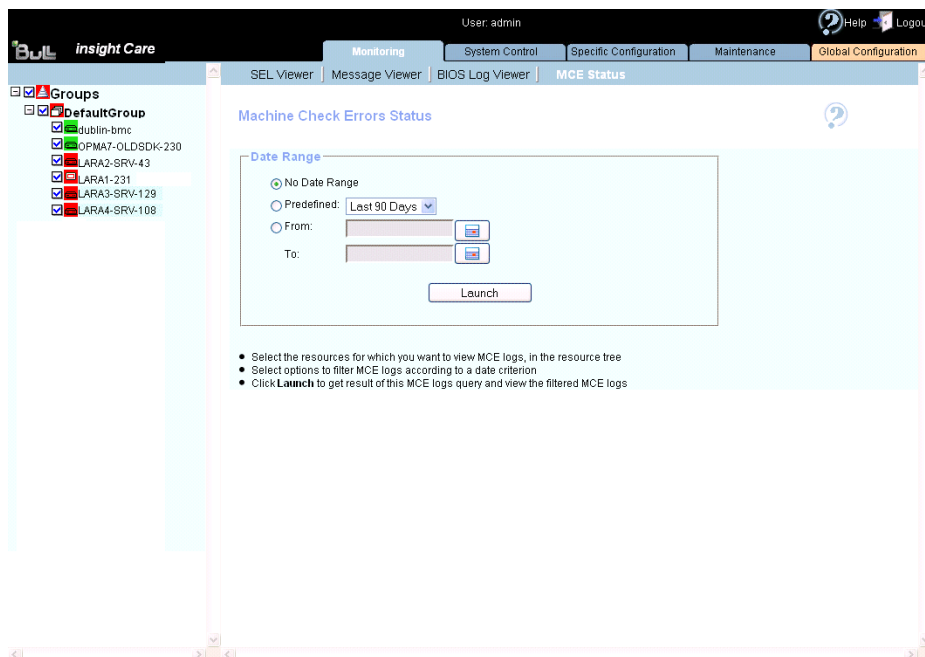 User: admin
Help
Logou
Bull insight Care
Monitoring
System Control
Specific Configuration
Maintenance
Global Configuration
SEL Viewer
Message Viewer
BIOS Log Viewer
MCE Status
Groups
DefaultGroup
dublin-bmc
OPMA7-OLDSDK-230
LARA2-SRV-43
LARA1-231
LARA3-SRV-129
LARA4-SRV-108
Machine Check Errors Status
Date Range
No Date Range
Predefined: Last 90 Days
From:
To:
Launch
Select the resources for which you want to view MCE logs, in the resource tree
Select options to filter MCE logs according to a date criterion
Click Launch to get result of this MCE logs query and view the filtered MCE logs